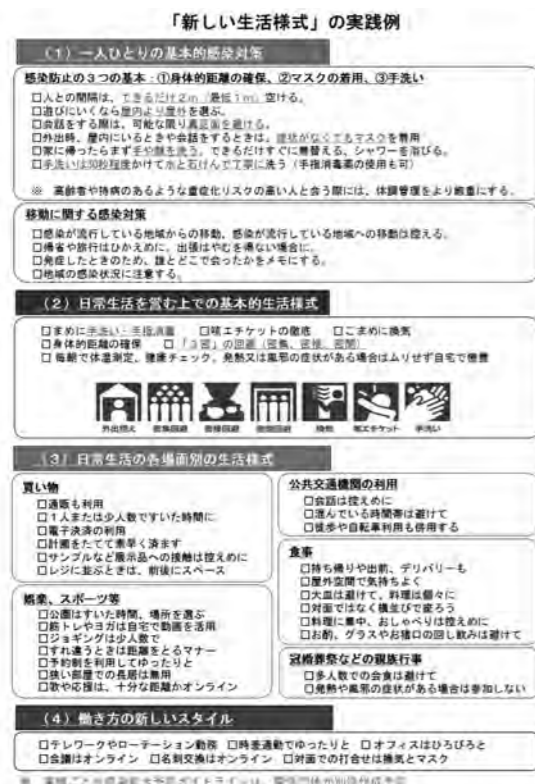 「新しい生活様式」の実践例
（1）一人ひとりの基本的感染対策
感染防止の３つの基本：①身体的距離の確保、②マスクの着用、③手洗い
□人との間隔は、できるだけ２ｍ（最低１ｍ）空ける。
□遊びにいくなら屋内より屋外を選ぶ。
□会話をする際は、可能な限り真正面を避ける。
□外出時、屋内にいるときや会話をするときは、症状がなくてもマスクを着用
□家に帰ったらまず手や顔を洗う。できるだけすぐに着替える、シャワーを浴びる。
□手洗いは30秒程度かけて水と石けんで丁寧に洗う（手指消毒薬の使用も可）
※ 高齢者や持病のあるような重症化リスクの高い人と会う際には、体調管理をより厳重にする。
移動に関する感染対策
□感染が流行している地域からの移動、感染が流行している地域への移動は控える。
□帰省や旅行はひかえめに。出張はやむを得ない場合に。
□発症したときのため、誰とどこで会ったかをメモにする。
□地域の感染状況に注意する。
（2）日常生活を営む上での基本的生活様式
□まめに手洗い・手指消毒　□咳エチケットの徹底　□こまめに換気
□身体的距離の確保　□「３密」の回避（密集、密接、密閉）
□毎朝で体温測定、健康チェック。発熱又は風邪の症状がある場合はムリせず自宅で療養
外出控え　密集回避　密接回避　密閉回避　換気　咳エチケット　手洗い
（3）日常生活の各場面別の生活様式
買い物
□通販も利用
□１人または少人数ですいた時間に
□電子決済の利用
□計画をたてて素早く済ます
□サンプルなど展示品への接触は控えめに
□レジに並ぶときは、前後にスペース
娯楽、スポーツ等
□公園はすいた時間、場所を選ぶ
□筋トレやヨガは自宅で動画を活用
□ジョギングは少人数で
□すれ違うときは距離をとるマナー
□予約制を利用してゆったりと
□狭い部屋での長居は無用
□歌や応援は、十分な距離かオンライン
公共交通機関の利用
□会話は控えめに
□混んでいる時間帯は避けて
□徒歩や自転車利用も併用する
食事
□持ち帰りや出前、デリバリーも
□屋外空間で気持ちよく
□大皿は避けて、料理は個々に
□対面ではなく横並びで座ろう
□料理に集中、おしゃべりは控えめに
□お酌、グラスやお猪口の回し飲みは避けて
冠婚葬祭などの親族行事
□多人数での会食は避けて
□発熱や風邪の症状がある場合は参加しない
（4）働き方の新しいスタイル
□テレワークやローテーション勤務　□時差通勤でゆったりと　□オフィスはひろびろと
□会議はオンライン　□名刺交換はオンライン　□対面での打合せは換気とマスク